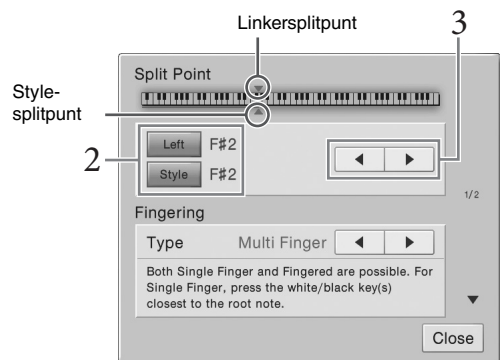 Linkersplitpunt
3
Split Point
Style-
splitpunt
2
Left F#2
Style F#2
1/2
Fingering
Type Multi Finger
Both Single Finger and Fingered are possible. For
Single Finger, press the white/black key(s)
closest to the root note.
Close